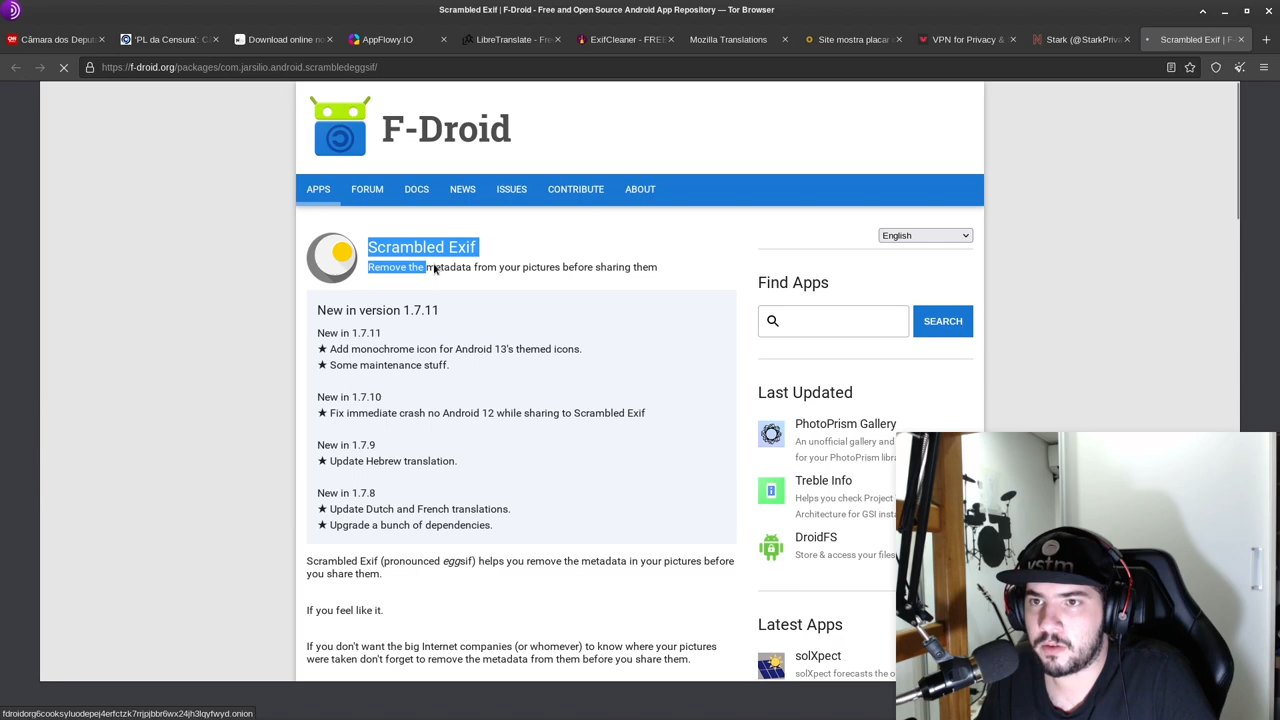 Scrambled Exif | F-Droid - Free and Open Source Android App Repository — Tor Browser
Câmara dos Deput
'PL da Censura': C
Download online n
AppFlowy.IO
LibreTranslate - Fre
ExifCleaner - FREE
Mozilla Translations
Site mostra placar
VPN for Privacy &
Stark (@StarkPriva
Scrambled Exif | F-
https://f-droid.org/packages/com.jarsilio.android.scrambledeggsif/
F-Droid
APPS FORUM DOCS NEWS ISSUES CONTRIBUTE ABOUT
English
Scrambled Exif
Remove the metadata from your pictures before sharing them
New in version 1.7.11
New in 1.7.11
★ Add monochrome icon for Android 13's themed icons.
★ Some maintenance stuff.
New in 1.7.10
★ Fix immediate crash no Android 12 while sharing to Scrambled Exif
New in 1.7.9
★ Update Hebrew translation.
New in 1.7.8
★ Update Dutch and French translations.
★ Upgrade a bunch of dependencies.
Scrambled Exif (pronounced eggsif) helps you remove the metadata in your pictures before
you share them.
If you feel like it.
If you don't want the big Internet companies (or whomever) to know where your pictures
were taken don't forget to remove the metadata from them before you share them.
Find Apps
SEARCH
Last Updated
PhotoPrism Gallery
An unofficial gallery and
for your PhotoPrism libra
Treble Info
Helps you check Project
Architecture for GSI insta
DroidFS
Store & access your files
Latest Apps
solXpect
solXpect forecasts the o
vstm